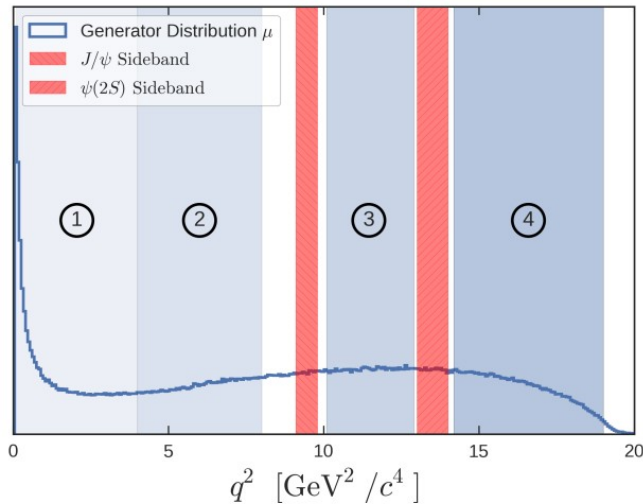 Generator Distribution μ
J/ψ Sideband
ψ(2S) Sideband
1 2 3 4
0 5 10 15 20
q² [GeV² /c⁴ ]